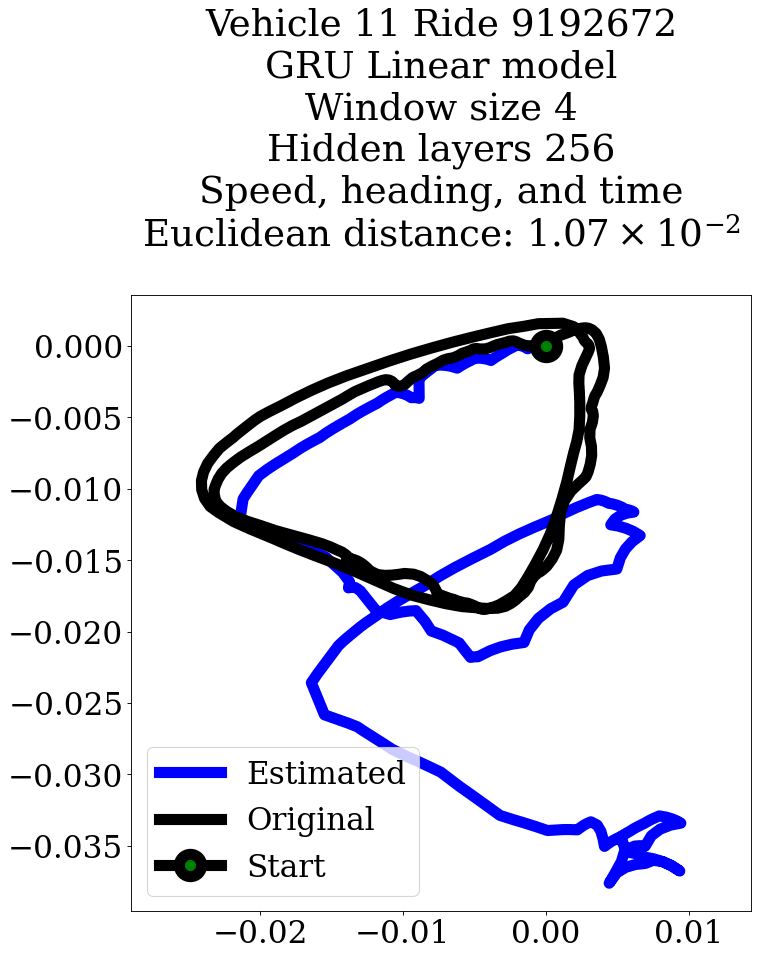 Vehicle 11 Ride 9192672
GRU Linear model
Window size 4
Hidden layers 256
Speed, heading, and time
Euclidean distance: 1.07 × 10⁻²
0.000
−0.005
−0.010
−0.015
−0.020
−0.025
−0.030
−0.035
Estimated
Original
Start
−0.02 −0.01 0.00 0.01